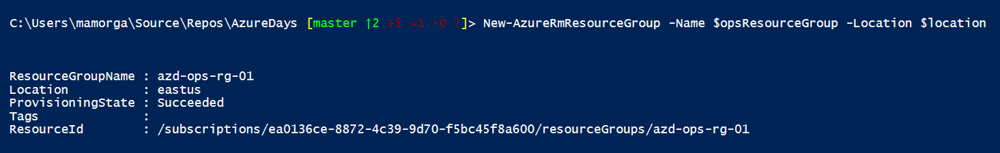 C:\Users\mamorga\Source\Repos\AzureDays [master ↑2 +5 ~1 -0 !]> New-AzureRmResourceGroup -Name $opsResourceGroup -Location $location
ResourceGroupName : azd-ops-rg-01
Location          : eastus
ProvisioningState : Succeeded
Tags              :
ResourceId        : /subscriptions/ea0136ce-8872-4c39-9d70-f5bc45f8a600/resourceGroups/azd-ops-rg-01